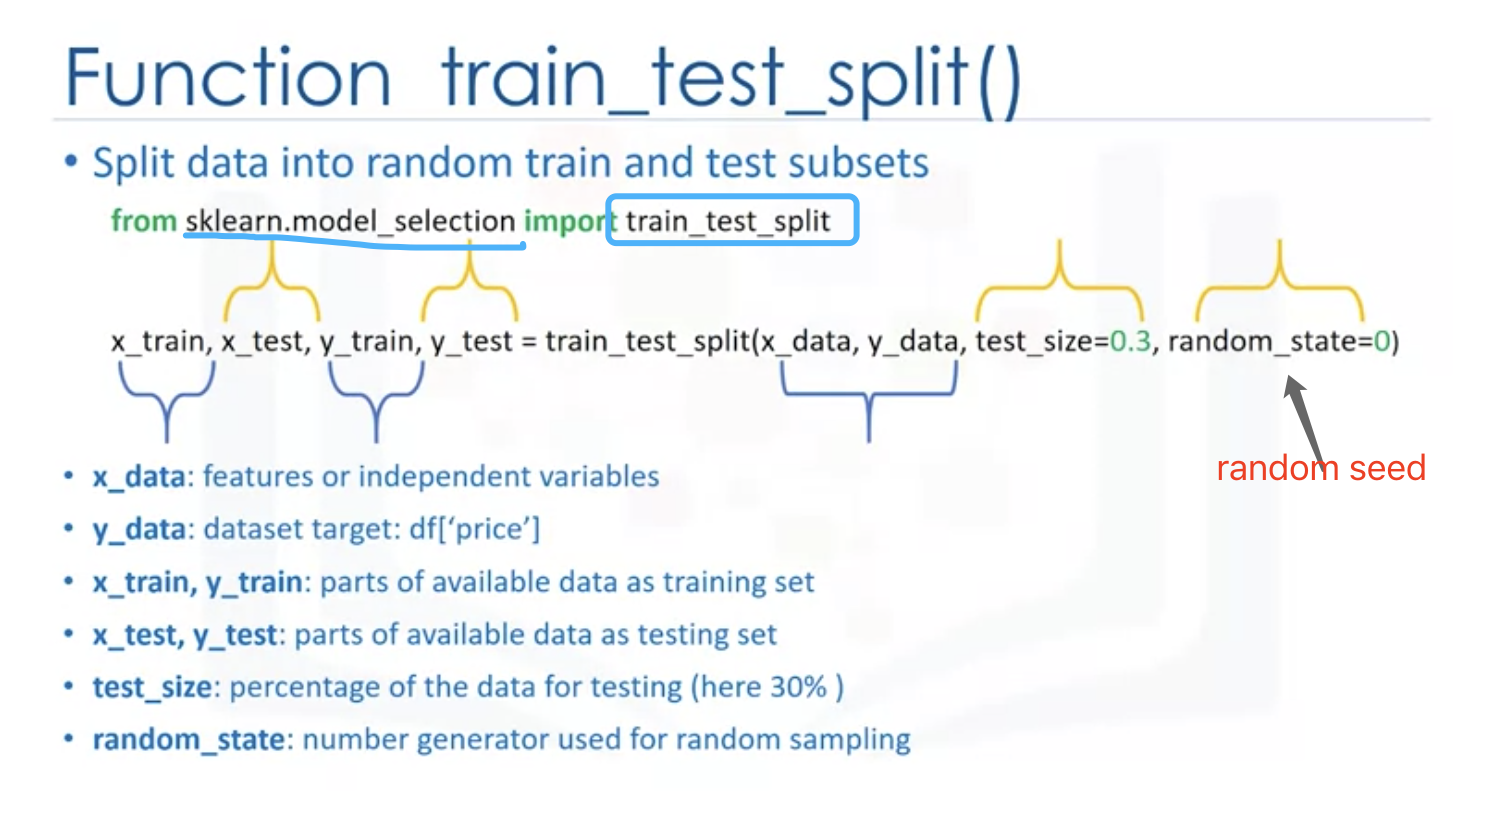 Function train_test_split()
• Split data into random train and test subsets
from sklearn.model_selection import train_test_split
x_train, x_test, y_train, y_test = train_test_split(x_data, y_data, test_size=0.3, random_state=0)
random seed
• x_data: features or independent variables
• y_data: dataset target: df[‘price’]
• x_train, y_train: parts of available data as training set
• x_test, y_test: parts of available data as testing set
• test_size: percentage of the data for testing (here 30% )
• random_state: number generator used for random sampling